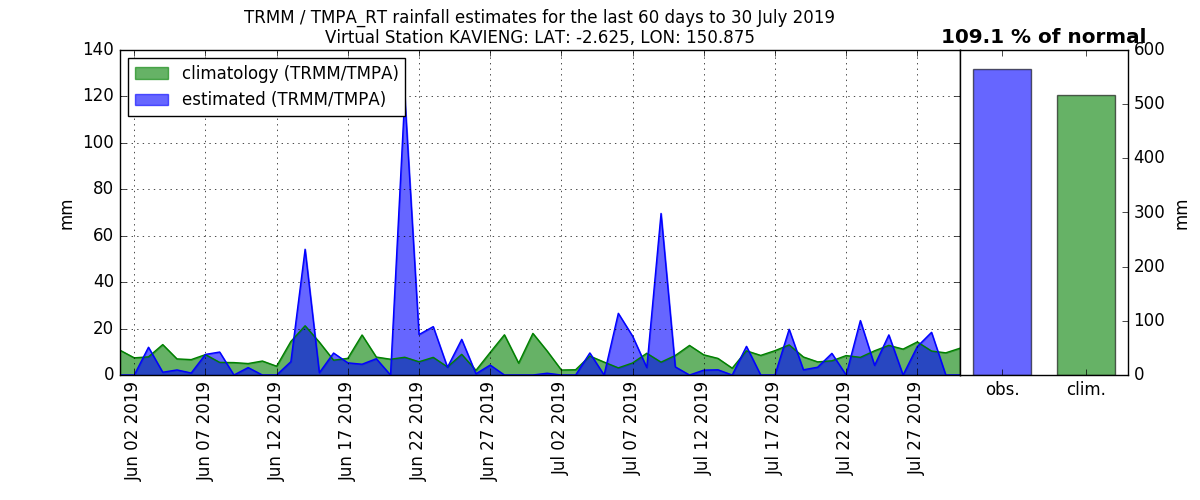 TRMM / TMPA_RT rainfall estimates for the last 60 days to 30 July 2019
Virtual Station KAVIENG: LAT: -2.625, LON: 150.875
109.1 % of normal
climatology (TRMM/TMPA)
estimated (TRMM/TMPA)
mm
140
120
100
80
60
40
20
0
Jun 02 2019
Jun 07 2019
Jun 12 2019
Jun 17 2019
Jun 22 2019
Jun 27 2019
Jul 02 2019
Jul 07 2019
Jul 12 2019
Jul 17 2019
Jul 22 2019
Jul 27 2019
600
500
400
300
200
100
0
mm
obs.
clim.